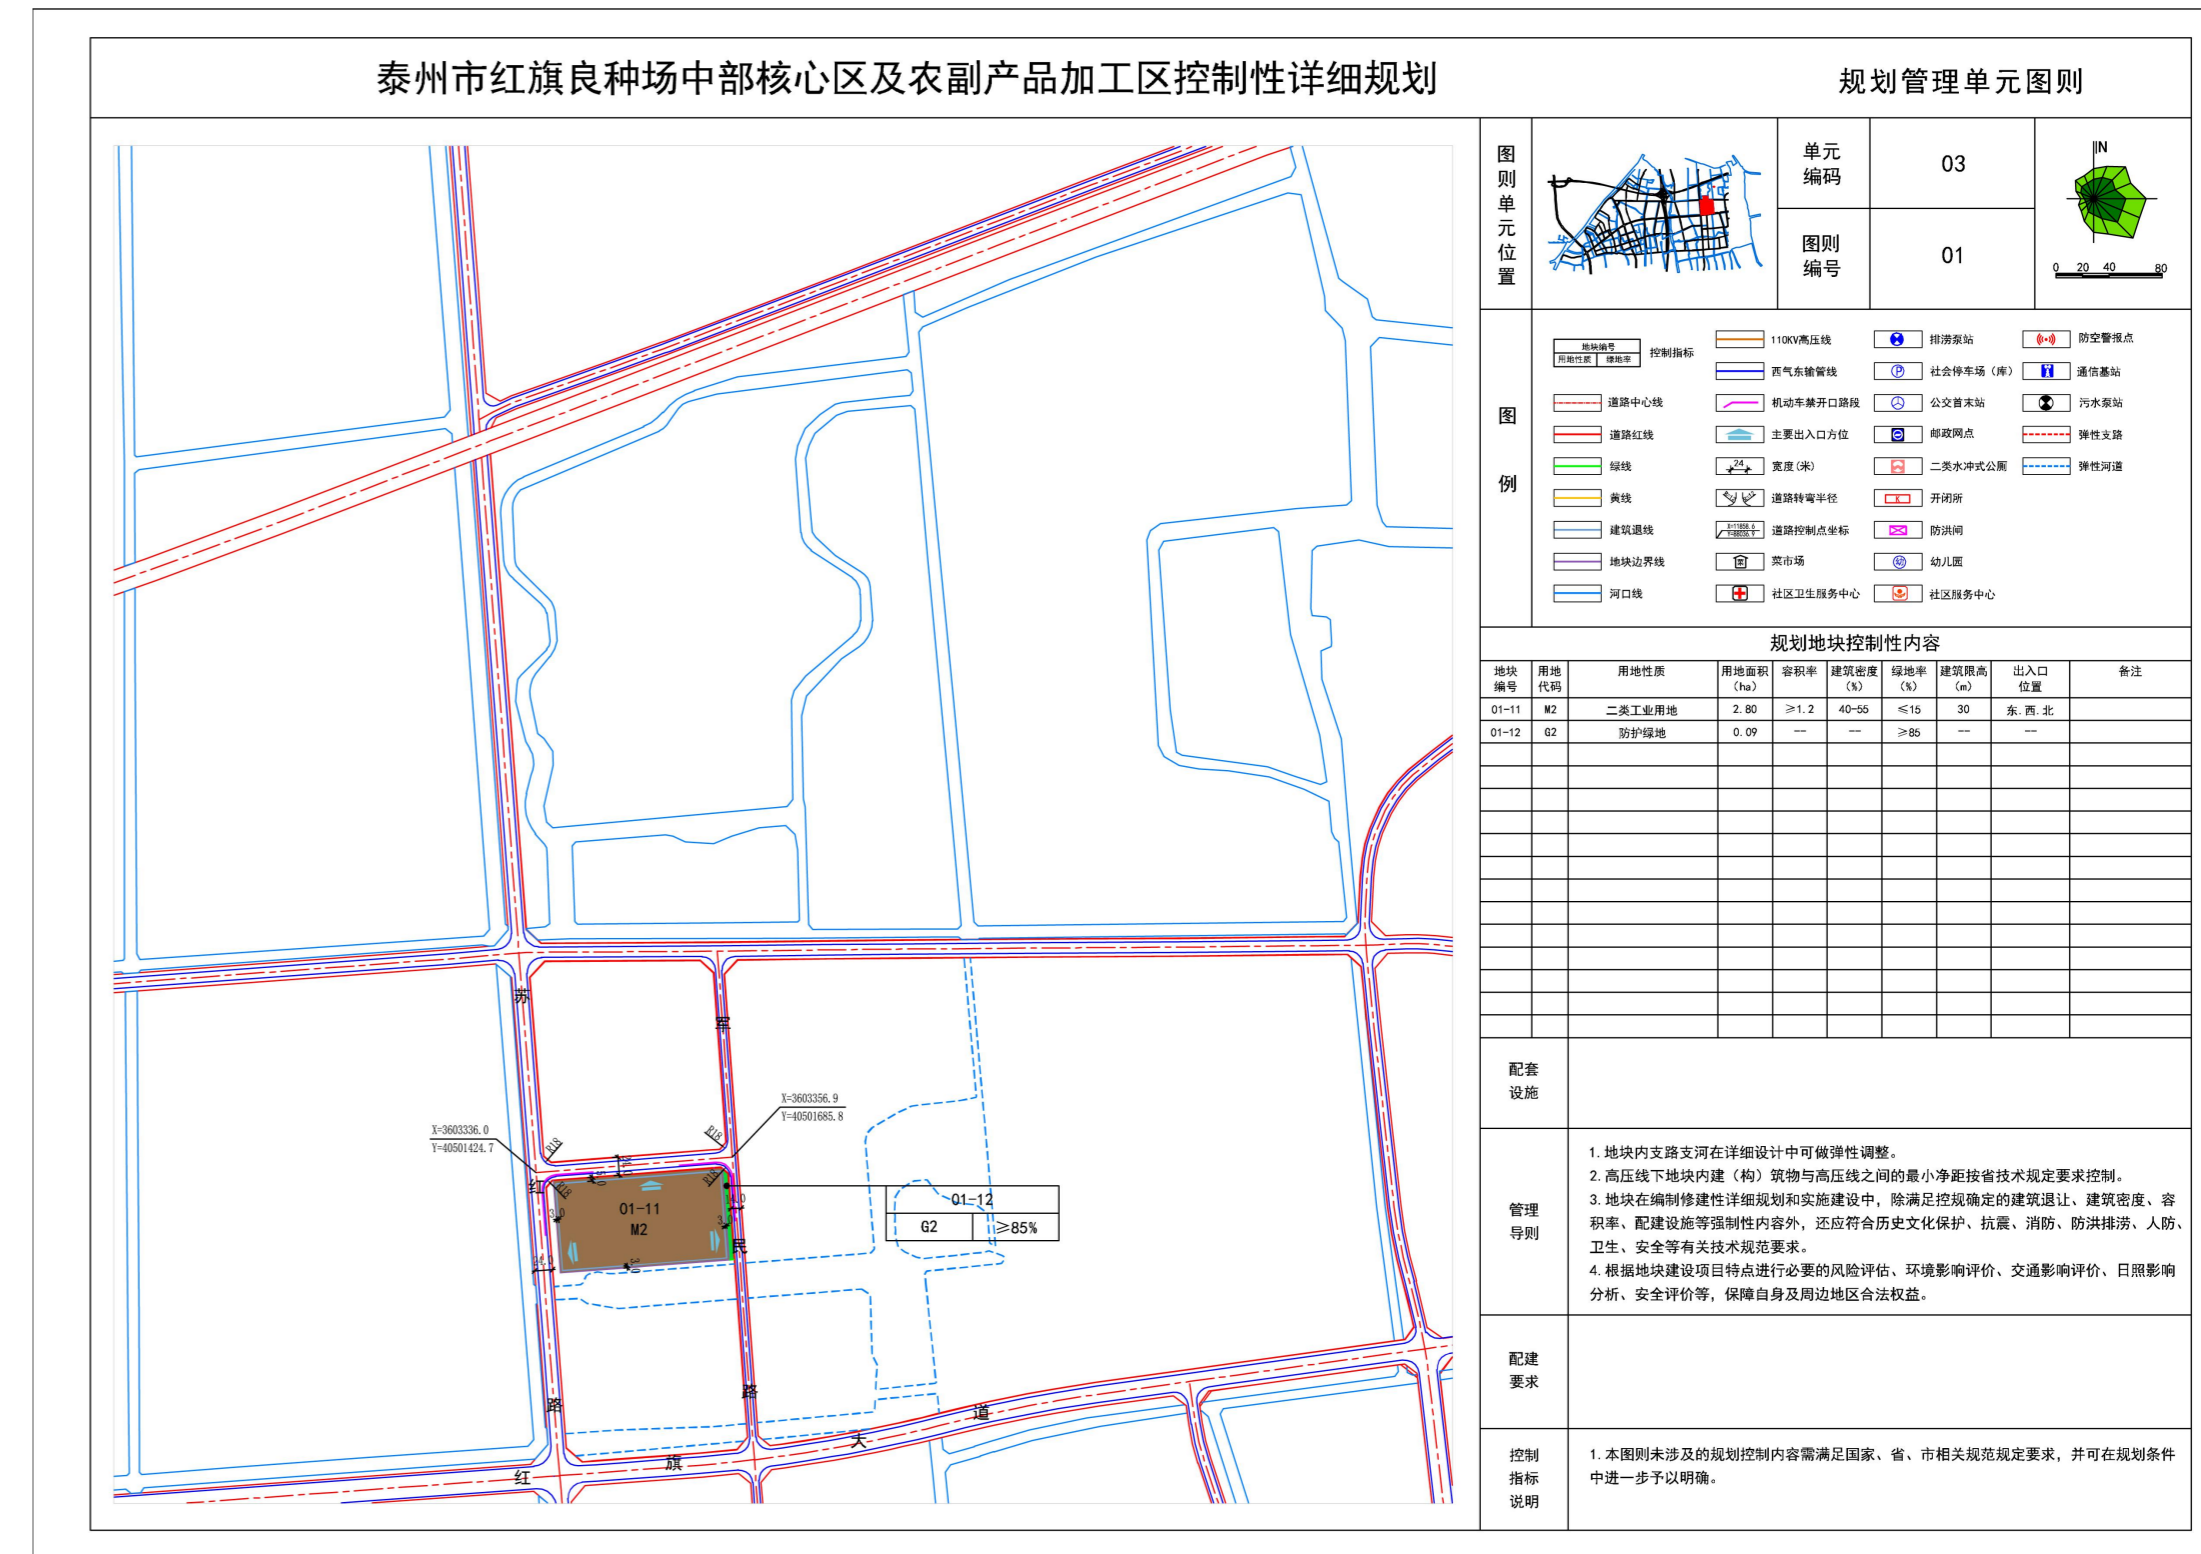 泰州市红旗良种场中部核心区及农副产品加工区控制性详细规划
规划管理单元图则
图则单元位置
单元编码
03
图则编号
01
N
0 20 40 80
图例
地块编号
用地性质 绿地率
控制指标
道路中心线
道路红线
绿线
黄线
建筑退线
地块边界线
河口线
110KV高压线
西气东输管线
机动车禁开口路段
主要出入口方位
24
宽度(米)
道路转弯半径
X=11858.6
Y=88036.9
道路控制点坐标
菜
菜市场
社区卫生服务中心
排涝泵站
P
社会停车场（库）
公交首末站
邮政网点
二类水冲式公厕
K
开闭所
防洪闸
幼
幼儿园
社区服务中心
防空警报点
通信基站
污水泵站
弹性支路
弹性河道
规划地块控制性内容
地块编号 用地代码 用地性质 用地面积（ha） 容积率 建筑密度（%） 绿地率（%） 建筑限高（m） 出入口位置 备注
01-11 M2 二类工业用地 2.80 ≥1.2 40-55 ≤15 30 东.西.北
01-12 G2 防护绿地 0.09 -- -- ≥85 -- --
配套设施
管理导则
1. 地块内支路支河在详细设计中可做弹性调整。
2. 高压线下地块内建（构）筑物与高压线之间的最小净距按省技术规定要求控制。
3. 地块在编制修建性详细规划和实施建设中，除满足控规确定的建筑退让、建筑密度、容
积率、配建设施等强制性内容外，还应符合历史文化保护、抗震、消防、防洪排涝、人防、
卫生、安全等有关技术规范要求。
4. 根据地块建设项目特点进行必要的风险评估、环境影响评价、交通影响评价、日照影响
分析、安全评价等，保障自身及周边地区合法权益。
配建要求
控制指标说明
1. 本图则未涉及的规划控制内容需满足国家、省、市相关规范规定要求，并可在规划条件
中进一步予以明确。
苏
红
路
军
民
路
红
旗
大
道
X=3603336.0
Y=40501424.7
X=3603356.9
Y=40501685.8
R18
R18
R18
R18
5.0
3.0
3.0
3.0
01-11
M2
01-12
G2 ≥85%